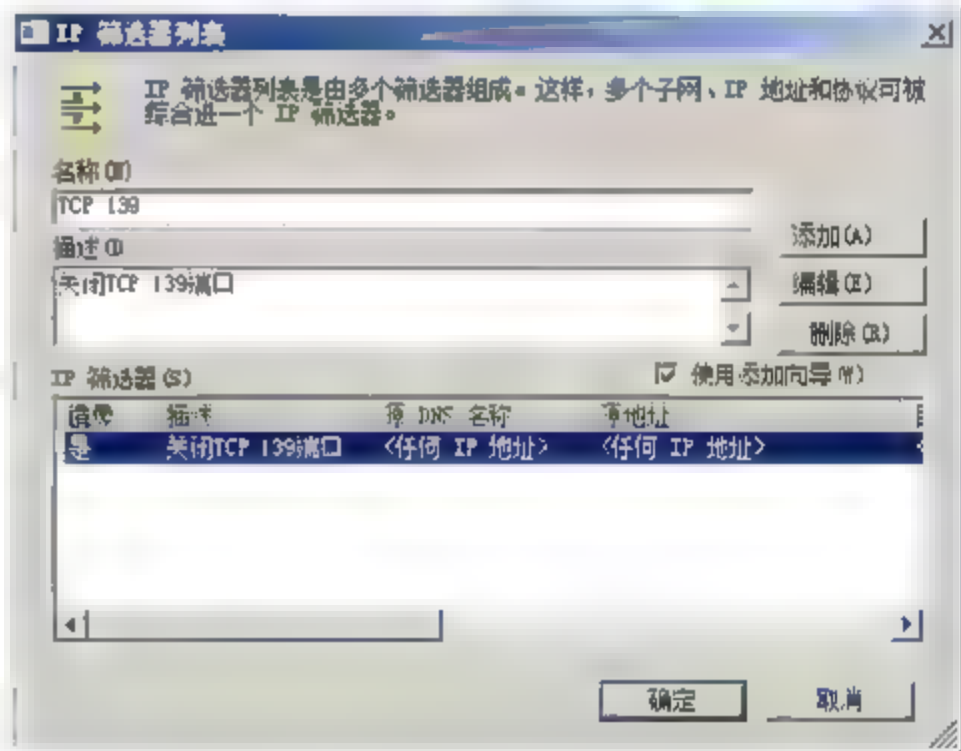 IP 筛选器列表
IP 筛选器列表是由多个筛选器组成。这样，多个子网、IP 地址和协议可被
综合进一个 IP 筛选器。
名称(N)
TCP 139
描述(D)
关闭TCP 139端口
添加(A)
编辑(E)
删除(R)
IP 筛选器(S)
使用添加向导(W)
镜像 描述 源 DNS 名称 源地址
是 关闭TCP 139端口 <任何 IP 地址> <任何 IP 地址>
确定 取消